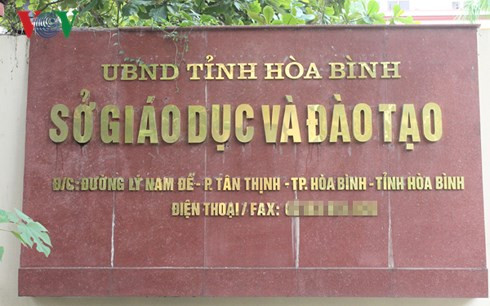 VOV
UBND TỈNH HÒA BÌNH
SỞ GIÁO DỤC VÀ ĐÀO TẠO
Đ/C: ĐƯỜNG LÝ NAM ĐẾ - P. TÂN THỊNH - TP. HÒA BÌNH - TỈNH HÒA BÌNH
ĐIỆN THOẠI / FAX: